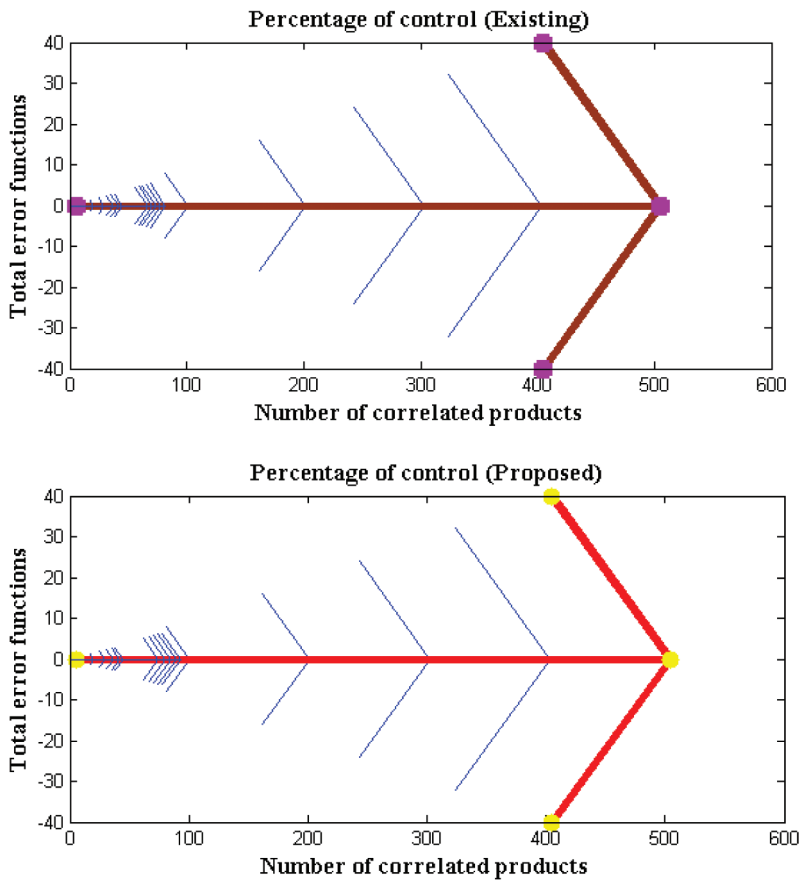 Percentage of control (Existing)
Total error functions
40
30
20
10
0
-10
-20
-30
-40
0 100 200 300 400 500 600
Number of correlated products
Percentage of control (Proposed)
Total error functions
40
30
20
10
0
-10
-20
-30
-40
0 100 200 300 400 500 600
Number of correlated products